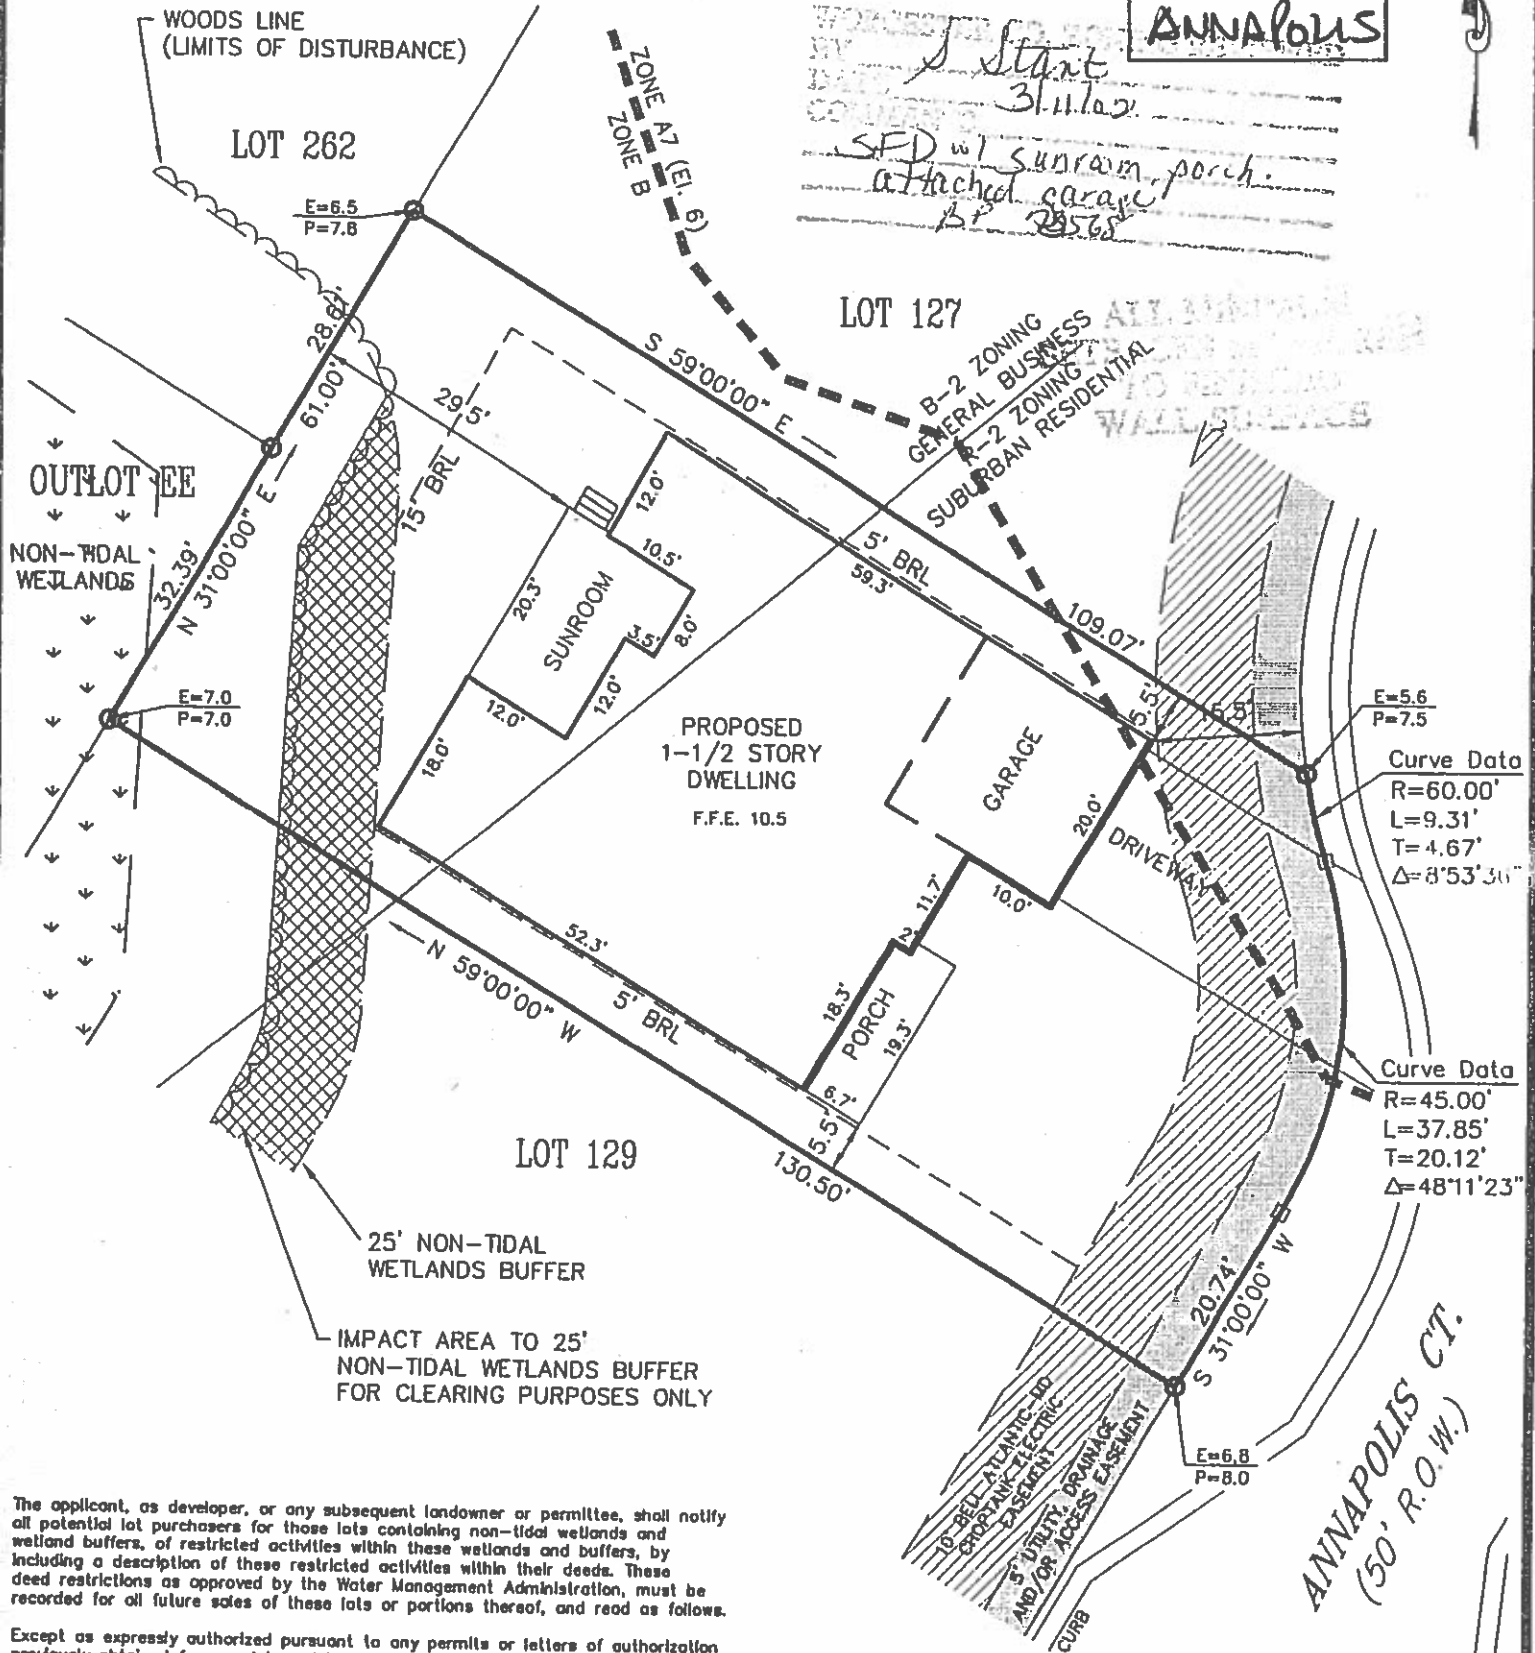 WOODS LINE
(LIMITS OF DISTURBANCE)
ANNAPOLIS
S Start
SFD w/ sunroom, porch.
attached garage
LOT 262
ZONE A7 (El. 6)
ZONE B
E=6.5
P=7.8
LOT 127
28.61'
61.00'
S 59°00'00" E
B-2 ZONING
GENERAL BUSINESS
R-2 ZONING
SUBURBAN RESIDENTIAL
WALL SURFACE
29.5'
15' BRL
12.0'
OUTLOT EE
NON-TIDAL
WETLANDS
32.39'
N 31°00'00" E
10.5'
5' BRL
59.3'
20.3'
SUNROOM
3.5'
8.0'
109.07'
E=7.0
P=7.0
12.0'
12.0'
18.0'
PROPOSED
1-1/2 STORY
DWELLING
F.F.E. 10.5
GARAGE
5.5'
20.0'
DRIVEWAY
E=5.6
P=7.5
Curve Data
R=60.00'
L=9.31'
T=4.67'
10.0'
11.7'
2'
52.3'
5' BRL
N 59°00'00" W
18.3'
PORCH
19.3'
6.7'
5.5'
130.50'
Curve Data
R=45.00'
L=37.85'
T=20.12'
Δ=48°11'23"
LOT 129
25' NON-TIDAL
WETLANDS BUFFER
IMPACT AREA TO 25'
NON-TIDAL WETLANDS BUFFER
FOR CLEARING PURPOSES ONLY
20.74'
S 31°00'00" W
10' BELL ATLANTIC-MD
CHOPTANK ELECTRIC
EASEMENT
5' UTILITY, DRAINAGE
AND/OR ACCESS EASEMENT
CURB
E=6.8
P=8.0
ANNAPOLIS CT.
(50' R.O.W.)
The applicant, as developer, or any subsequent landowner or permittee, shall notify
all potential lot purchasers for those lots containing non-tidal wetlands and
wetland buffers, of restricted activities within these wetlands and buffers, by
including a description of these restricted activities within their deeds. These
deed restrictions as approved by the Water Management Administration, must be
recorded for all future sales of these lots or portions thereof, and read as follows.
Except as expressly authorized pursuant to any permits or letters of authorization